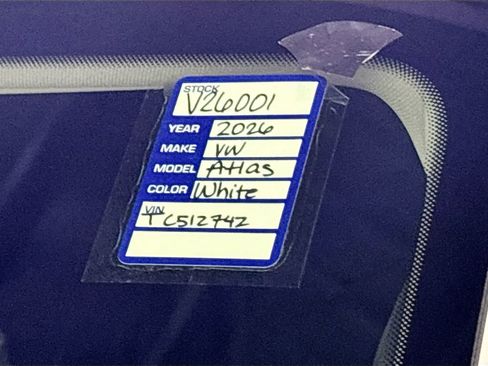 STOCK
V26001
YEAR 2026
MAKE VW
MODEL Atlas
COLOR White
VIN
TC512742